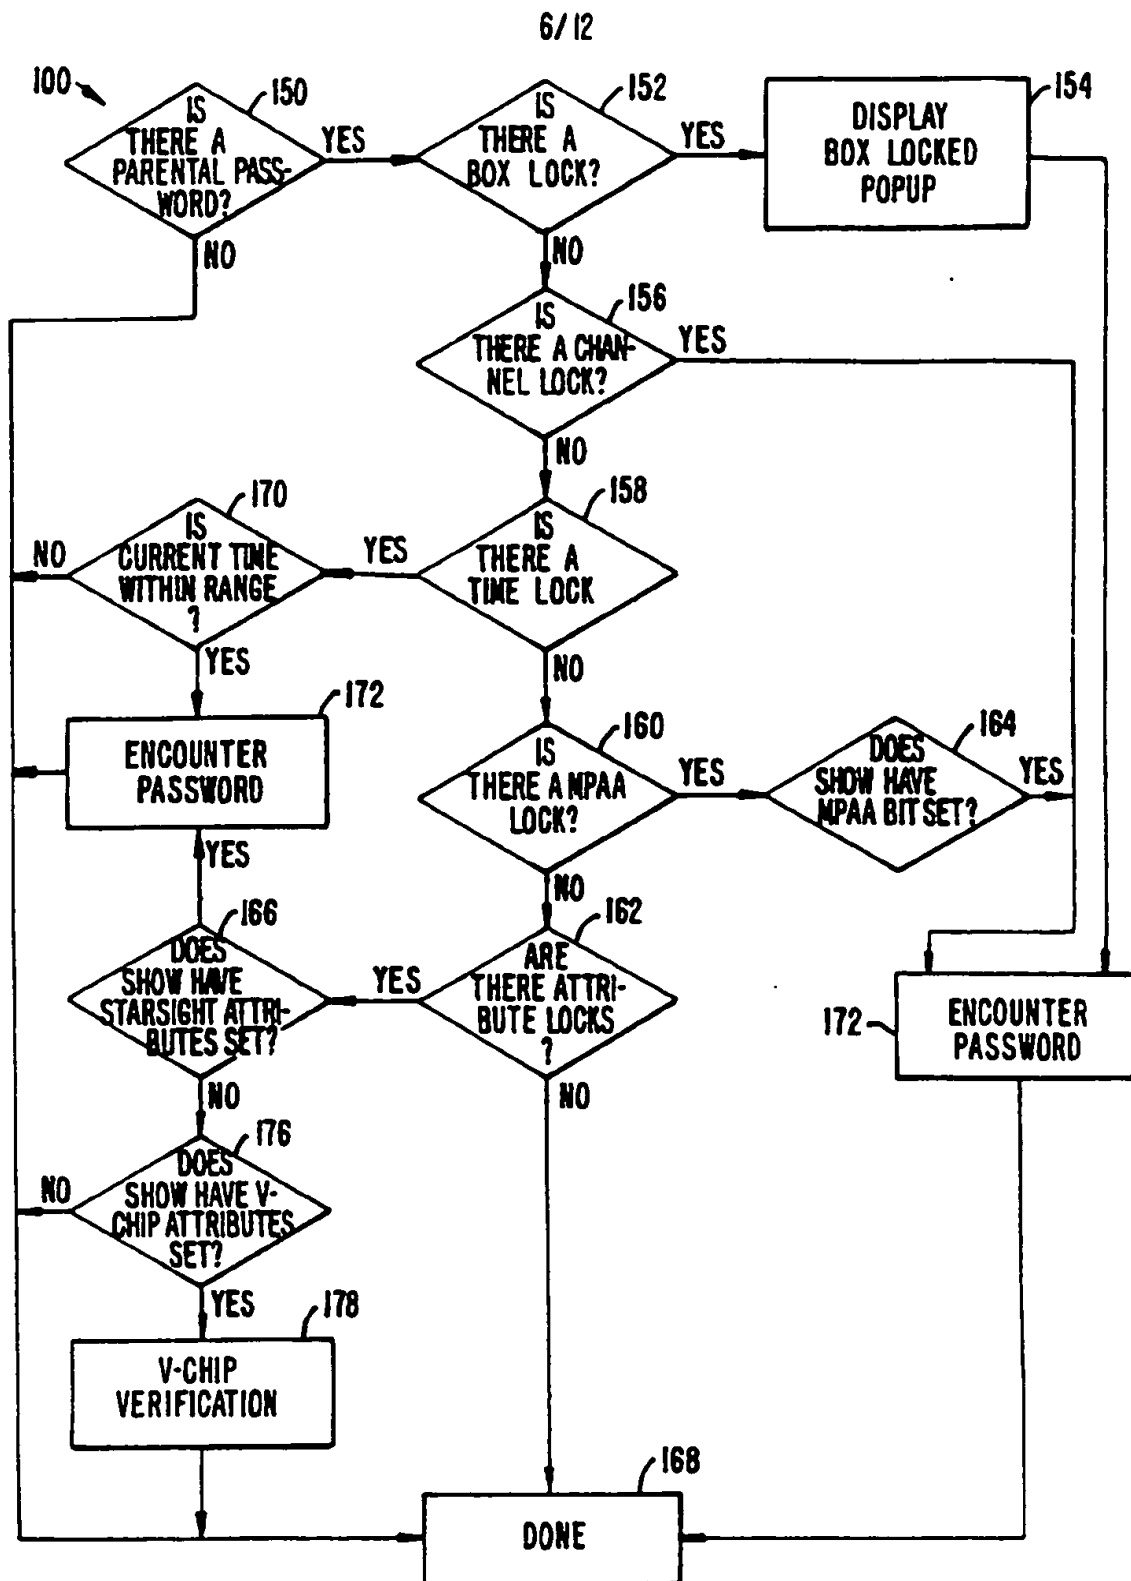 6/12
100
150
IS
THERE A
PARENTAL PASS-
WORD?
YES
NO
152
IS
THERE A
BOX LOCK?
YES
NO
154
DISPLAY
BOX LOCKED
POPUP
156
IS
THERE A CHAN-
NEL LOCK?
YES
NO
158
IS
THERE A
TIME LOCK
YES
NO
170
IS
CURRENT TIME
WITHIN RANGE
?
NO
YES
172
ENCOUNTER
PASSWORD
YES
160
IS
THERE A MPAA
LOCK?
YES
NO
164
DOES
SHOW HAVE
MPAA BIT SET?
YES
166
DOES
SHOW HAVE
STARSIGHT ATTRI-
BUTES SET?
NO
162
ARE
THERE ATTRI-
BUTE LOCKS
?
YES
NO
172
ENCOUNTER
PASSWORD
176
DOES
SHOW HAVE V-
CHIP ATTRIBUTES
SET?
NO
YES
178
V-CHIP
VERIFICATION
168
DONE